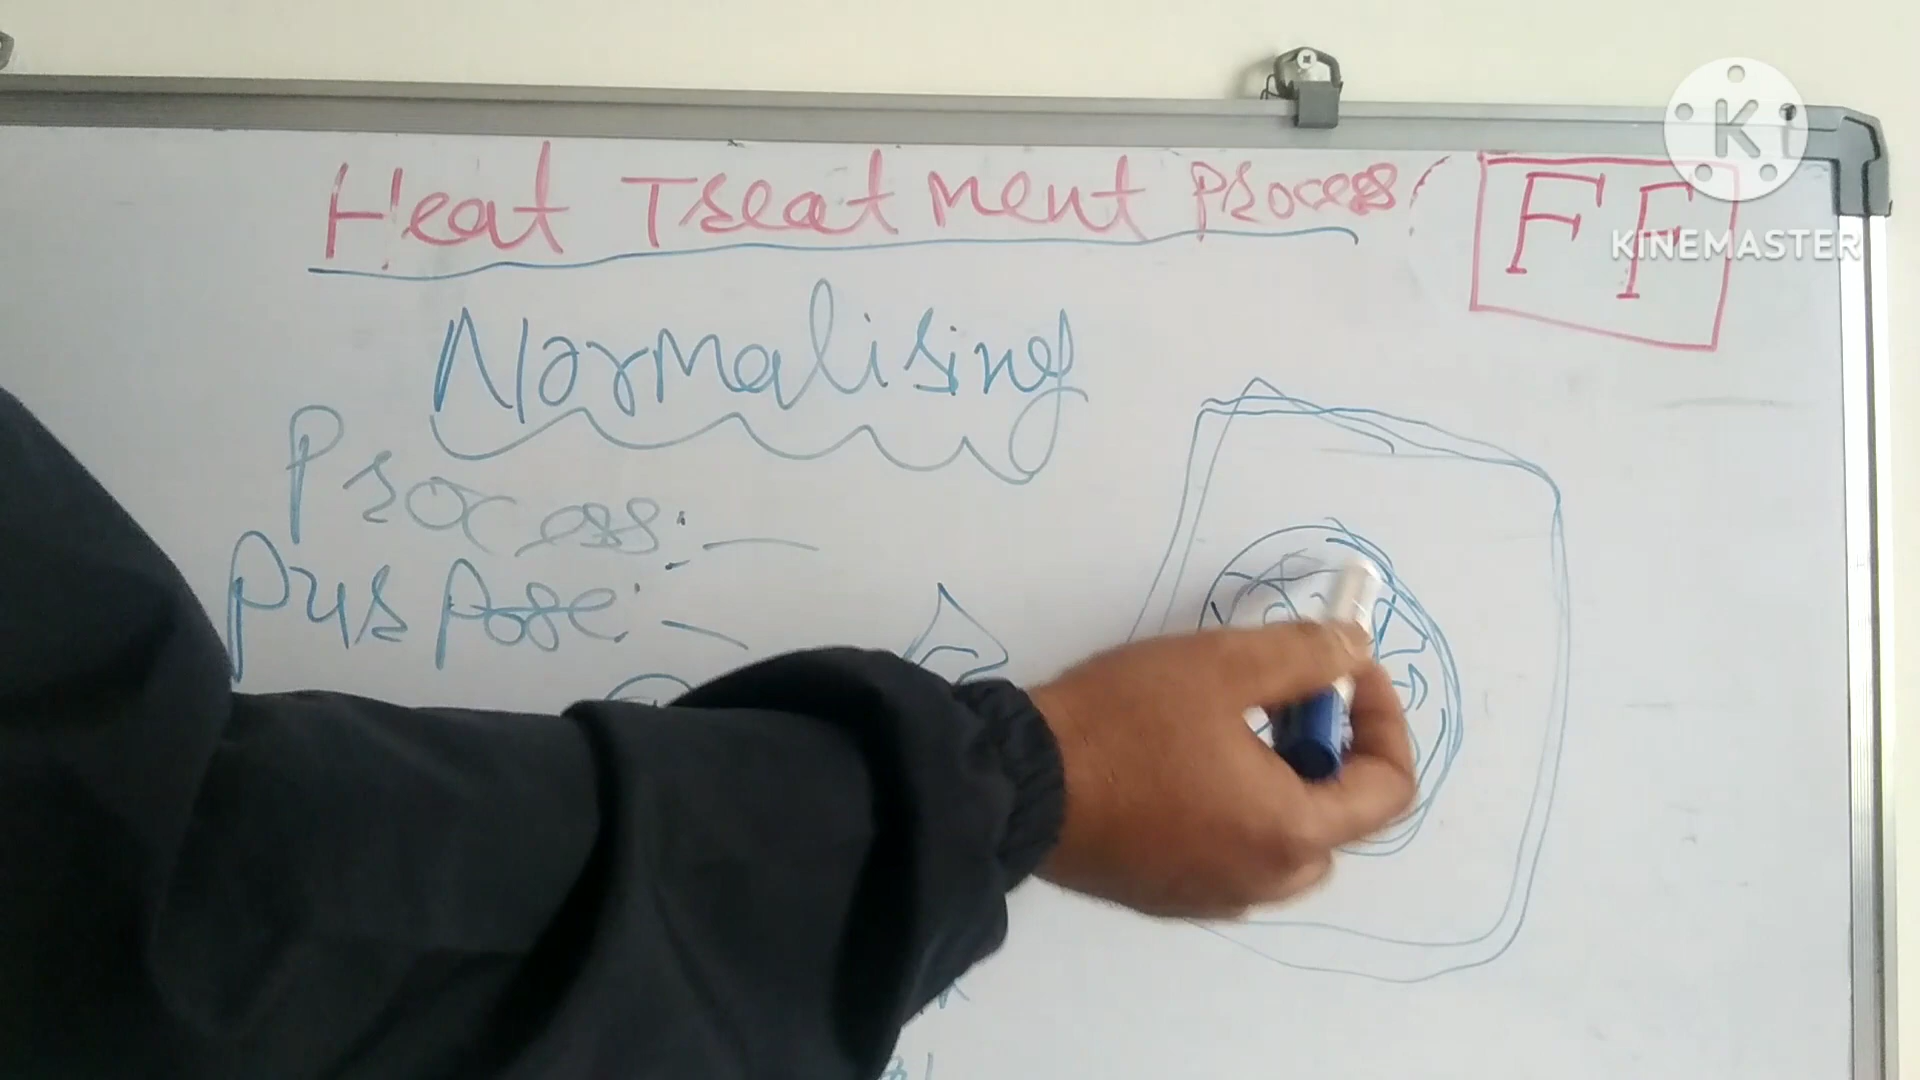 Heat Treatment Process
FF
KINEMASTER
Normalising
Process:-
Purpose:-